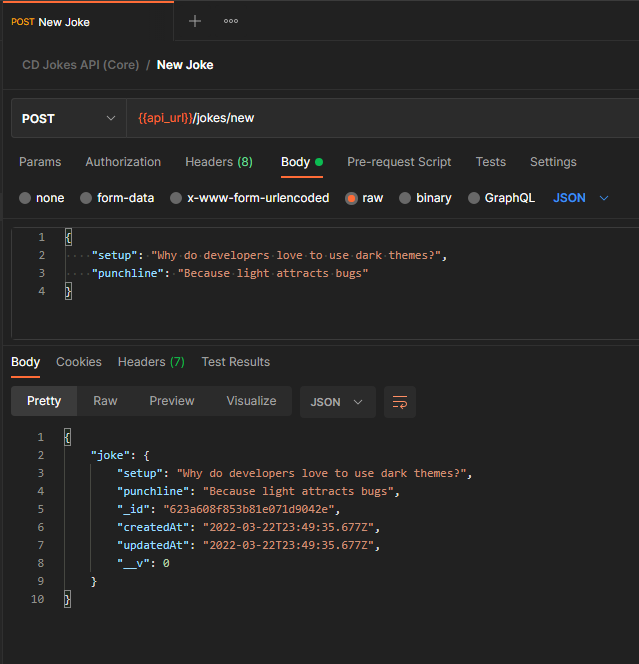 POST New Joke
CD Jokes API (Core) / New Joke
POST {{api_url}}/jokes/new
Params Authorization Headers (8) Body Pre-request Script Tests Settings
none form-data x-www-form-urlencoded raw binary GraphQL JSON
1 {
2 "setup": "Why do developers love to use dark themes?",
3 "punchline": "Because light attracts bugs"
4 }
Body Cookies Headers (7) Test Results
Pretty Raw Preview Visualize JSON
1 {
2 "joke": {
3 "setup": "Why do developers love to use dark themes?",
4 "punchline": "Because light attracts bugs",
5 "_id": "623a608f853b81e071d9042e",
6 "createdAt": "2022-03-22T23:49:35.677Z",
7 "updatedAt": "2022-03-22T23:49:35.677Z",
8 "__v": 0
9 }
10 }